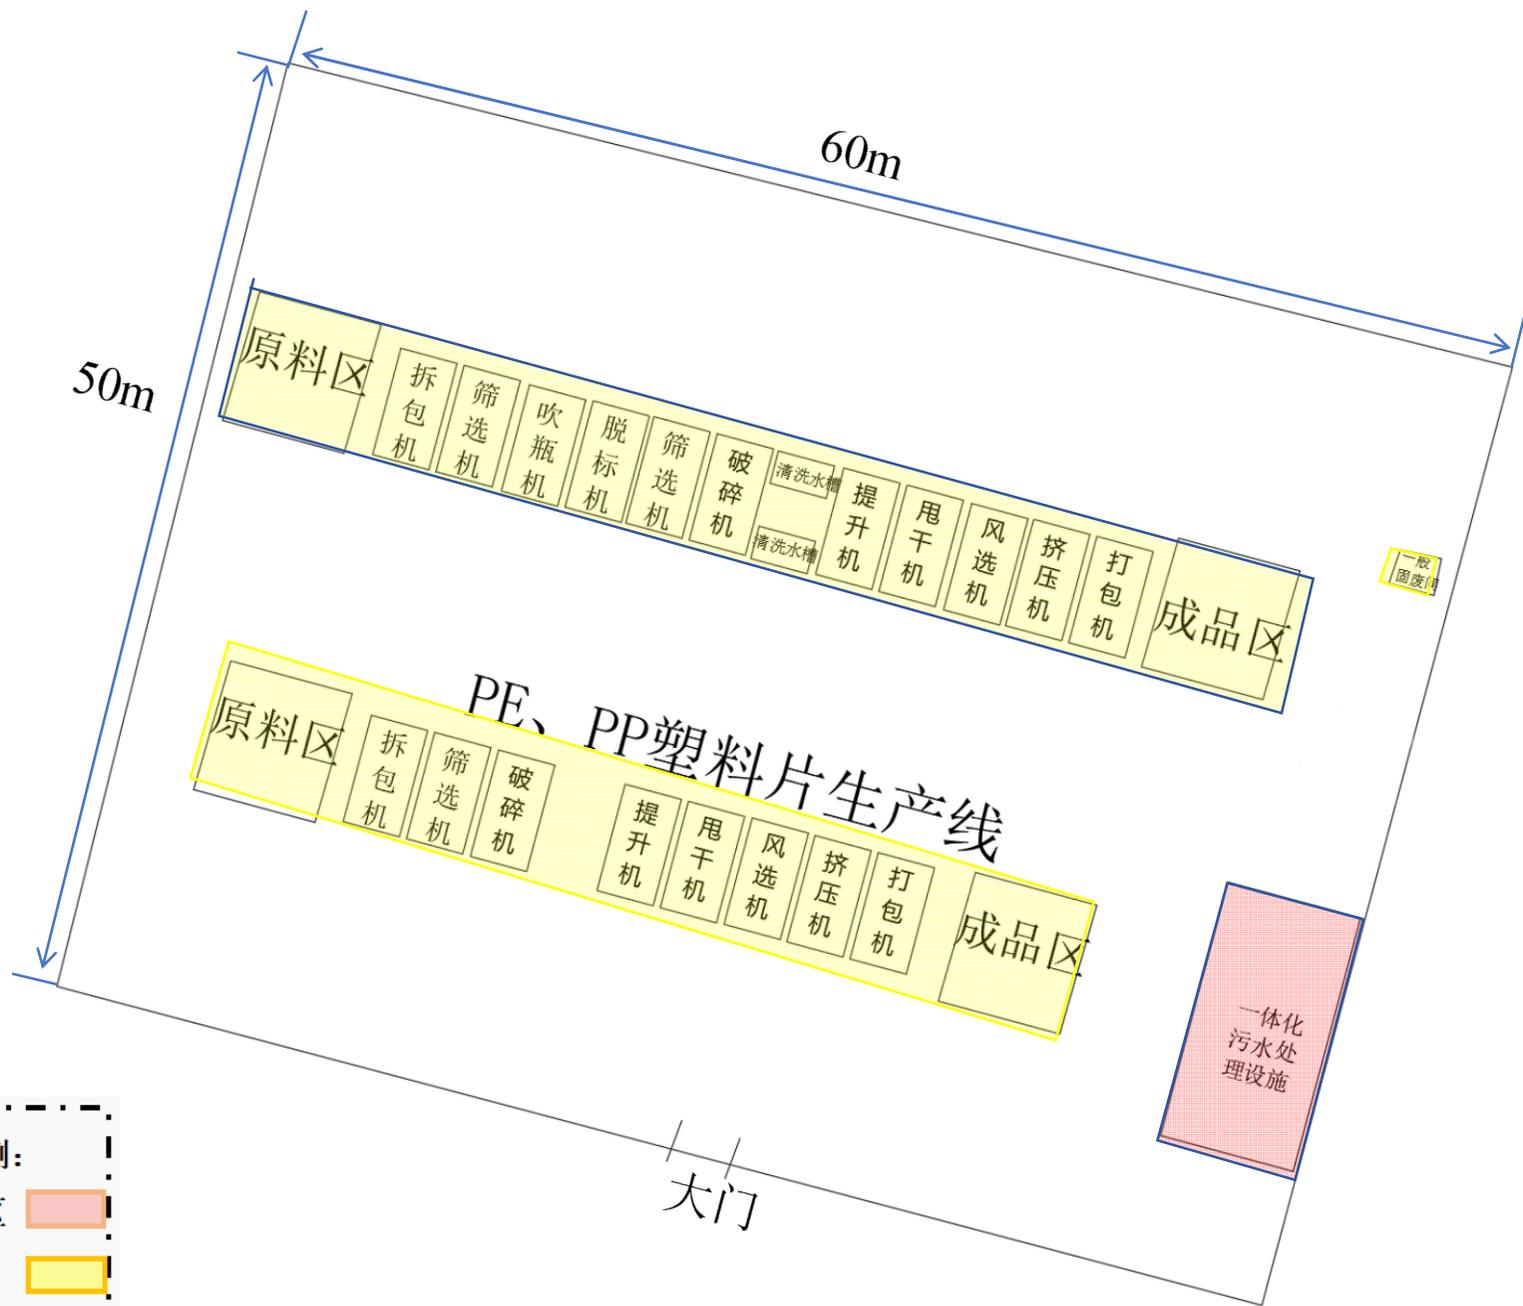 60m
50m
原料区
拆包机
筛选机
吹瓶机
脱标机
筛选机
破碎机
清洗水槽
清洗水槽
提升机
甩干机
风选机
挤压机
打包机
成品区
一般
固废间
PE、PP塑料片生产线
原料区
拆包机
筛选机
破碎机
提升机
甩干机
风选机
挤压机
打包机
成品区
一体化
污水处
理设施
大门